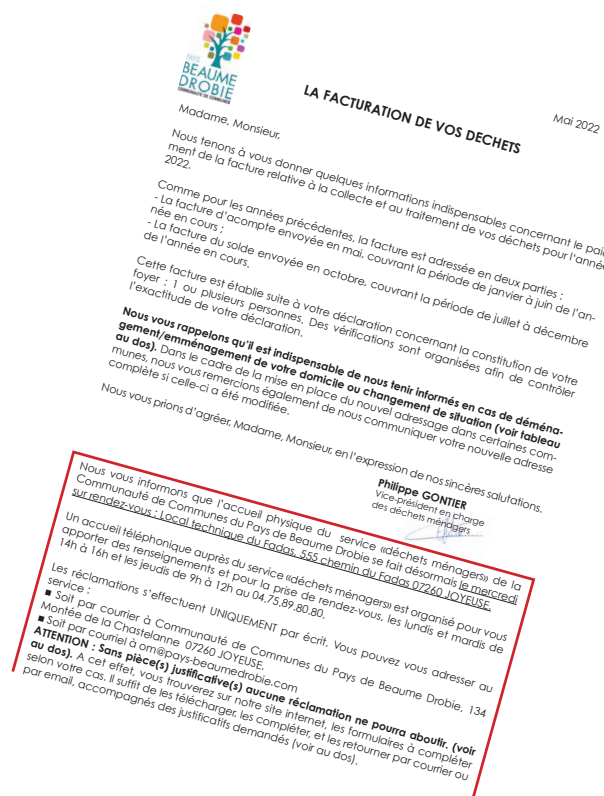 PAYS
BEAUME
DROBIE
COMMUNAUTÉ DE COMMUNES
LA FACTURATION DE VOS DECHETS
Mai 2022
Madame, Monsieur,
Nous tenons à vous donner quelques informations indispensables concernant le paie-
ment de la facture relative à la collecte et au traitement de vos déchets pour l'année
2022.
Comme pour les années précédentes, la facture est adressée en deux parties :
- La facture d'acompte envoyée en mai, couvrant la période de janvier à juin de l'an-
née en cours ;
- La facture du solde envoyée en octobre, couvrant la période de juillet à décembre
de l'année en cours.
Cette facture est établie suite à votre déclaration concernant la constitution de votre
foyer : 1 ou plusieurs personnes. Des vérifications sont organisées afin de contrôler
l'exactitude de votre déclaration.
Nous vous rappelons qu'il est indispensable de nous tenir informés en cas de déména-
gement/emménagement de votre domicile ou changement de situation (voir tableau
au dos). Dans le cadre de la mise en place du nouvel adressage dans certaines com-
munes, nous vous remercions également de nous communiquer votre nouvelle adresse
complète si celle-ci a été modifiée.
Nous vous prions d'agréer, Madame, Monsieur, en l'expression de nos sincères salutations.
Philippe GONTIER
Vice-président en charge
des déchets ménagers
Nous vous informons que l'accueil physique du service «déchets ménagers» de la
Communauté de Communes du Pays de Beaume Drobie se fait désormais le mercredi
sur rendez-vous : Local technique du Fadas, 555 chemin du Fadas 07260 JOYEUSE.
Un accueil téléphonique auprès du service «déchets ménagers» est organisé pour vous
apporter des renseignements et pour la prise de rendez-vous, les lundis et mardis de
14h à 16h et les jeudis de 9h à 12h au 04.75.89.80.80.
Les réclamations s'effectuent UNIQUEMENT par écrit. Vous pouvez vous adresser au
service :
■ Soit par courrier à Communauté de Communes du Pays de Beaume Drobie, 134
Montée de la Chastelanne 07260 JOYEUSE.
■ Soit par courriel à om@pays-beaumedrobie.com
ATTENTION : Sans pièce(s) justificative(s) aucune réclamation ne pourra aboutir. (voir
au dos). A cet effet, vous trouverez sur notre site internet, les formulaires à compléter
selon votre cas. Il suffit de les télécharger, les compléter, et les retourner par courrier ou
par email, accompagnés des justificatifs demandés (voir au dos).